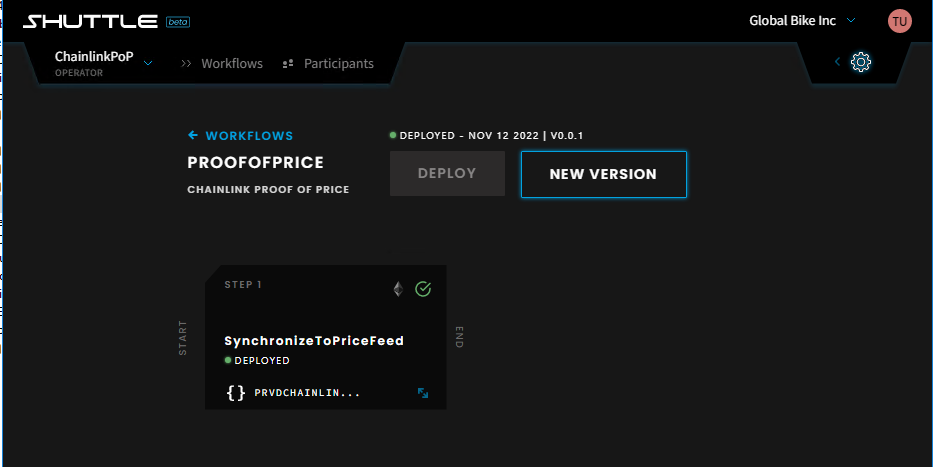 SHUTTLE beta
Global Bike Inc
TU
ChainlinkPoP
OPERATOR
Workflows
Participants
WORKFLOWS
DEPLOYED - NOV 12 2022 | V0.0.1
PROOFOFPRICE
DEPLOY
NEW VERSION
CHAINLINK PROOF OF PRICE
STEP 1
START
END
SynchronizeToPriceFeed
DEPLOYED
{} PRVDCHAINLIN...